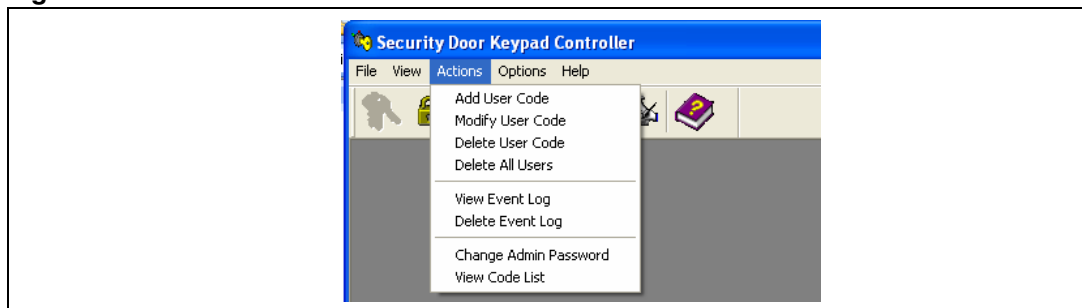 Security Door Keypad Controller
File View Actions Options Help
Add User Code
Modify User Code
Delete User Code
Delete All Users
View Event Log
Delete Event Log
Change Admin Password
View Code List